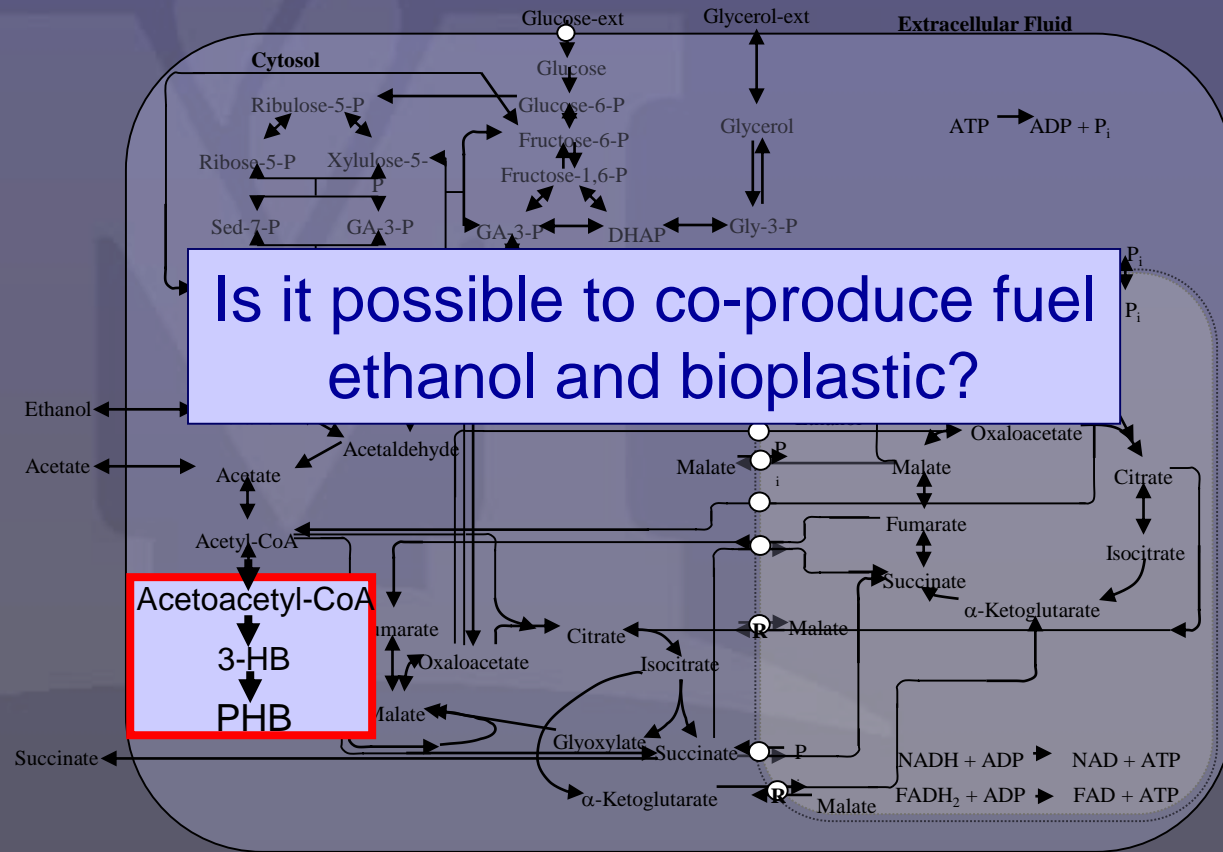 Glucose-ext
Glycerol-ext
Extracellular Fluid
Cytosol
Glucose
Ribulose-5-P
Glucose-6-P
Glycerol
ATP
ADP + Pi
Fructose-6-P
Ribose-5-P
Xylulose-5-
P
Fructose-1,6-P
Sed-7-P
GA-3-P
GA-3-P
DHAP
Gly-3-P
Pi
Pi
Is it possible to co-produce fuel
ethanol and bioplastic?
Ethanol
Acetaldehyde
Oxaloacetate
Acetate
Acetate
Malate
P
i
Malate
Citrate
Fumarate
Acetyl-CoA
Isocitrate
Succinate
α-Ketoglutarate
Acetoacetyl-CoA
3-HB
PHB
umarate
Citrate
R
Malate
Oxaloacetate
Isocitrate
Malate
Glyoxylate
Succinate
P
Succinate
NADH + ADP
NAD + ATP
α-Ketoglutarate
R
Malate
FADH2 + ADP
FAD + ATP